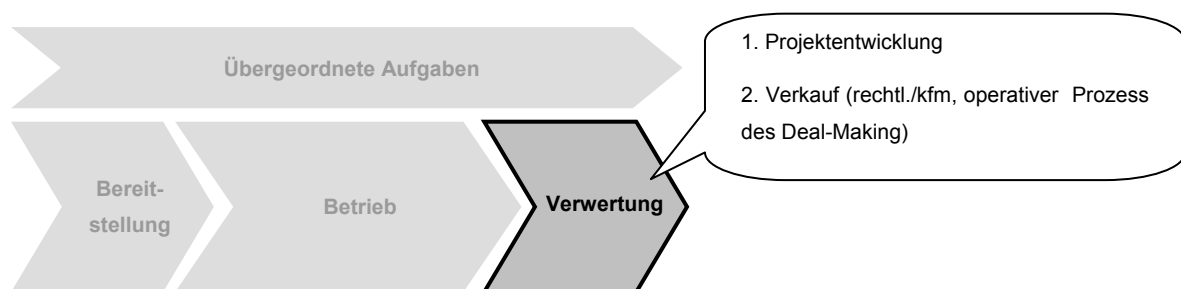 Übergeordnete Aufgaben
1. Projektentwicklung
2. Verkauf (rechtl./kfm, operativer Prozess
des Deal-Making)
Bereit-
stellung
Betrieb
Verwertung